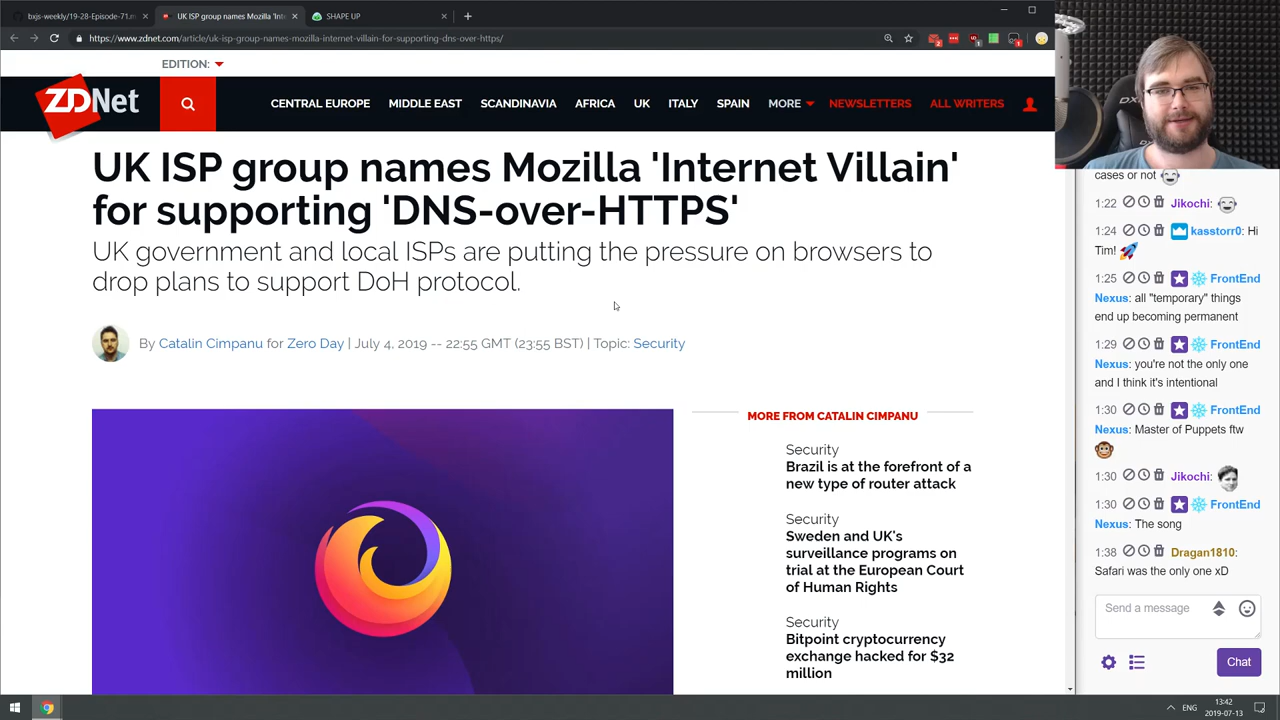 bxjs-weekly/19-28-Episode-71.m
UK ISP group names Mozilla 'Inte
SHAPE UP
https://www.zdnet.com/article/uk-isp-group-names-mozilla-internet-villain-for-supporting-dns-over-https/
EDITION:
ZDNet
CENTRAL EUROPE
MIDDLE EAST
SCANDINAVIA
AFRICA
UK
ITALY
SPAIN
MORE
NEWSLETTERS
ALL WRITERS
UK ISP group names Mozilla 'Internet Villain'
for supporting 'DNS-over-HTTPS'
UK government and local ISPs are putting the pressure on browsers to
drop plans to support DoH protocol.
By Catalin Cimpanu for Zero Day | July 4, 2019 -- 22:55 GMT (23:55 BST) | Topic: Security
MORE FROM CATALIN CIMPANU
Security
Brazil is at the forefront of a
new type of router attack
Security
Sweden and UK's
surveillance programs on
trial at the European Court
of Human Rights
Security
Bitpoint cryptocurrency
exchange hacked for $32
million
cases or not
1:22 Jikochi:
1:24 kasstorr0: Hi
Tim!
1:25 FrontEnd
Nexus: all "temporary" things
end up becoming permanent
1:29 FrontEnd
Nexus: you're not the only one
and I think it's intentional
1:30 FrontEnd
Nexus: Master of Puppets ftw
1:30 Jikochi:
1:30 FrontEnd
Nexus: The song
1:38 Dragan1810:
Safari was the only one xD
Send a message
Chat
ENG
13:42
2019-07-13